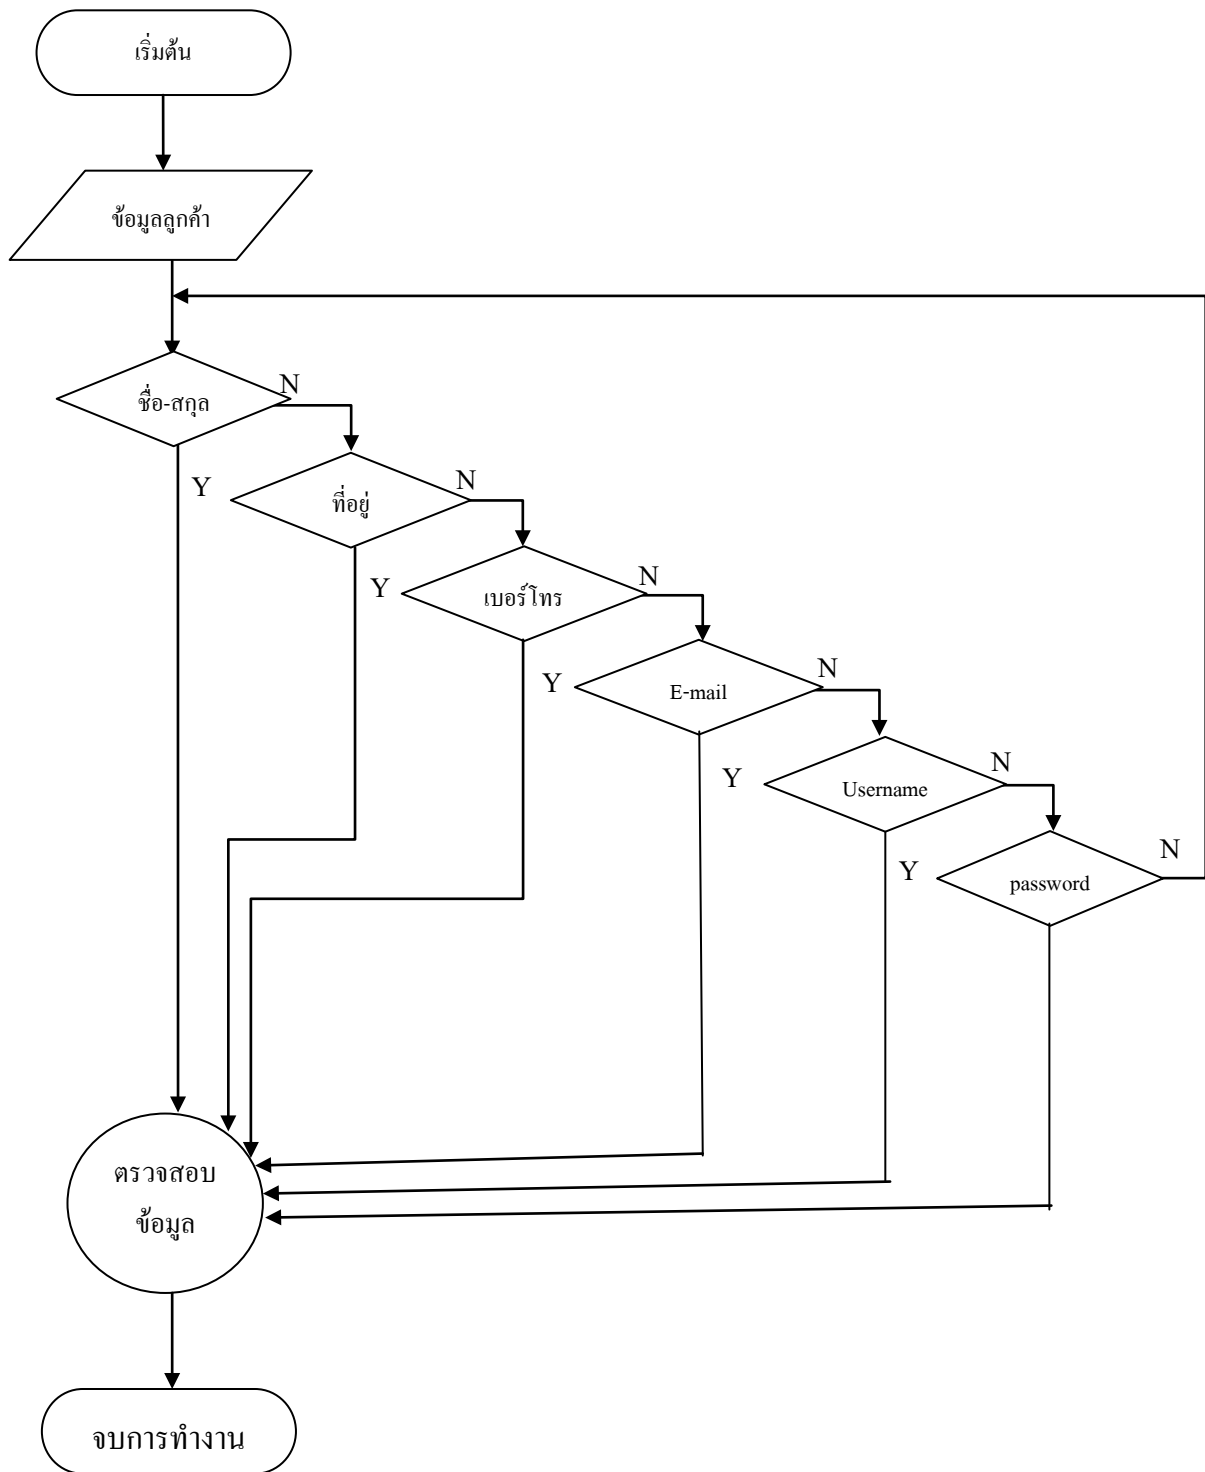 เริ่มต้น
ข้อมูลลูกค้า
ชื่อ-สกุล
N
Y
ที่อยู่
N
Y
เบอร์โทร
N
Y
E-mail
N
Y
Username
N
Y
password
N
ตรวจสอบ
ข้อมูล
จบการทำงาน